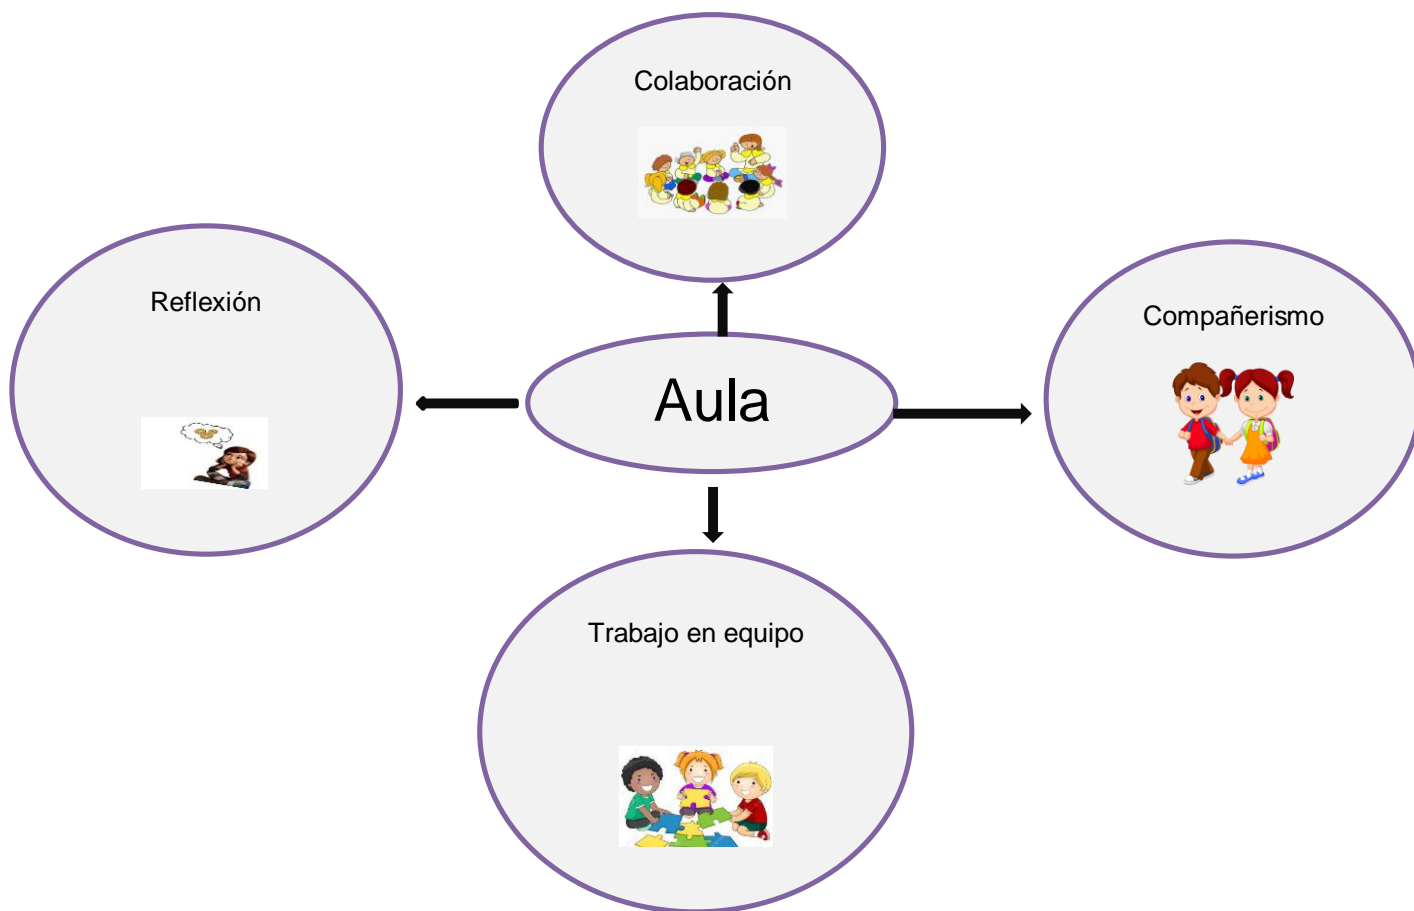 Colaboración
Reflexión
Compañerismo
Aula
Trabajo en equipo